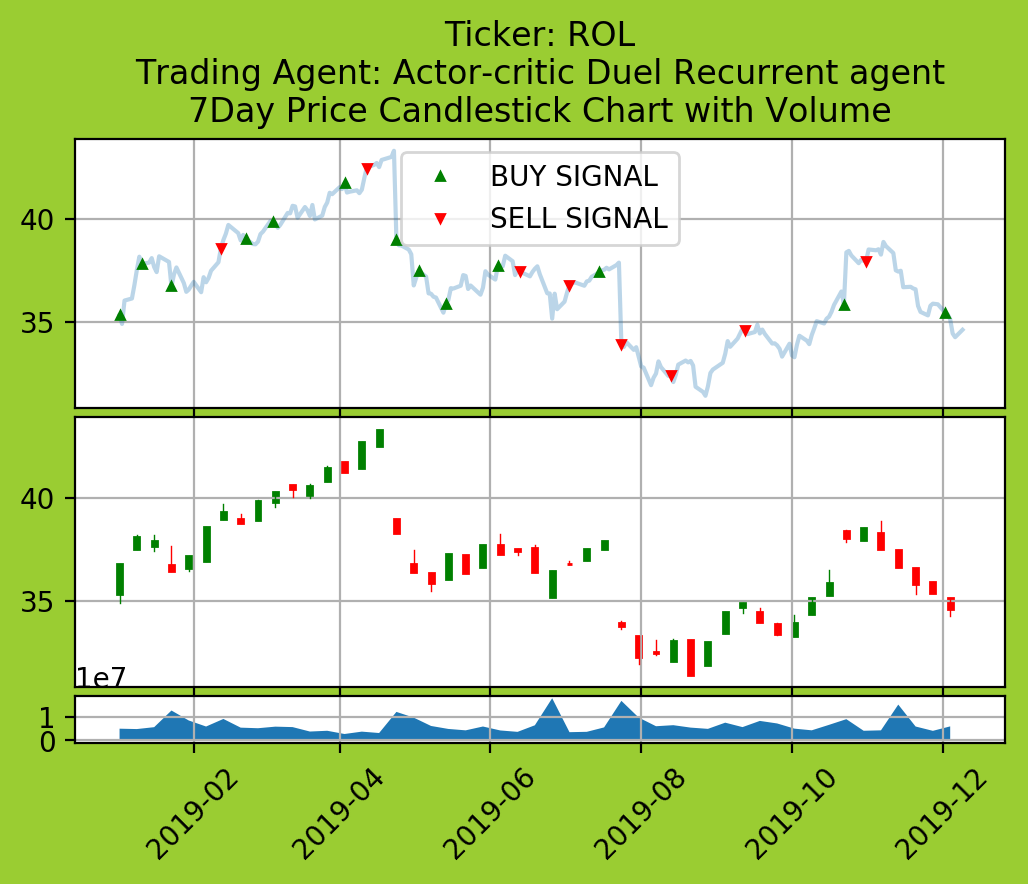 Ticker: ROL
Trading Agent: Actor-critic Duel Recurrent agent
7Day Price Candlestick Chart with Volume
BUY SIGNAL
SELL SIGNAL
40
35
40
35
1e7
1
0
2019-02
2019-04
2019-06
2019-08
2019-10
2019-12